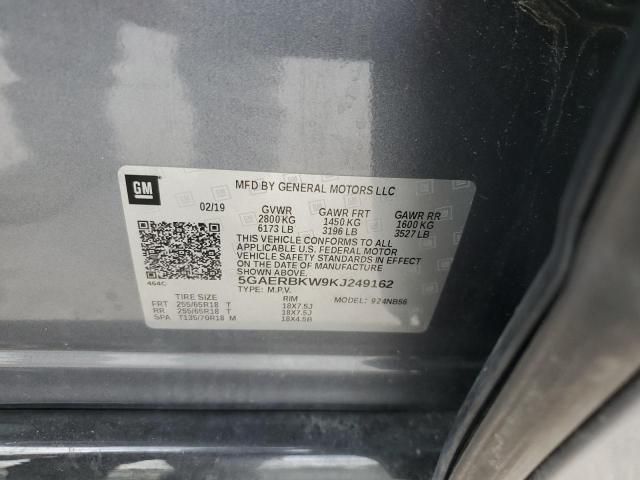 GM
MFD BY GENERAL MOTORS LLC
02/19 GVWR GAWR FRT GAWR RR
2800 KG 1450 KG 1600 KG
6173 LB 3196 LB 3527 LB
THIS VEHICLE CONFORMS TO ALL
APPLICABLE U.S. FEDERAL MOTOR
VEHICLE SAFETY STANDARDS IN
EFFECT ON THE DATE OF
MANUFACTURE SHOWN ABOVE.
464C
5GAERBKW9KJ249162
TYPE: M.P.V. MODEL: 924NB56
TIRE SIZE RIM
FRT 255/65R18 T 18X7.5J
RR 255/65R18 T 18X7.5J
SPA T135/70R18 M 18X4.5B